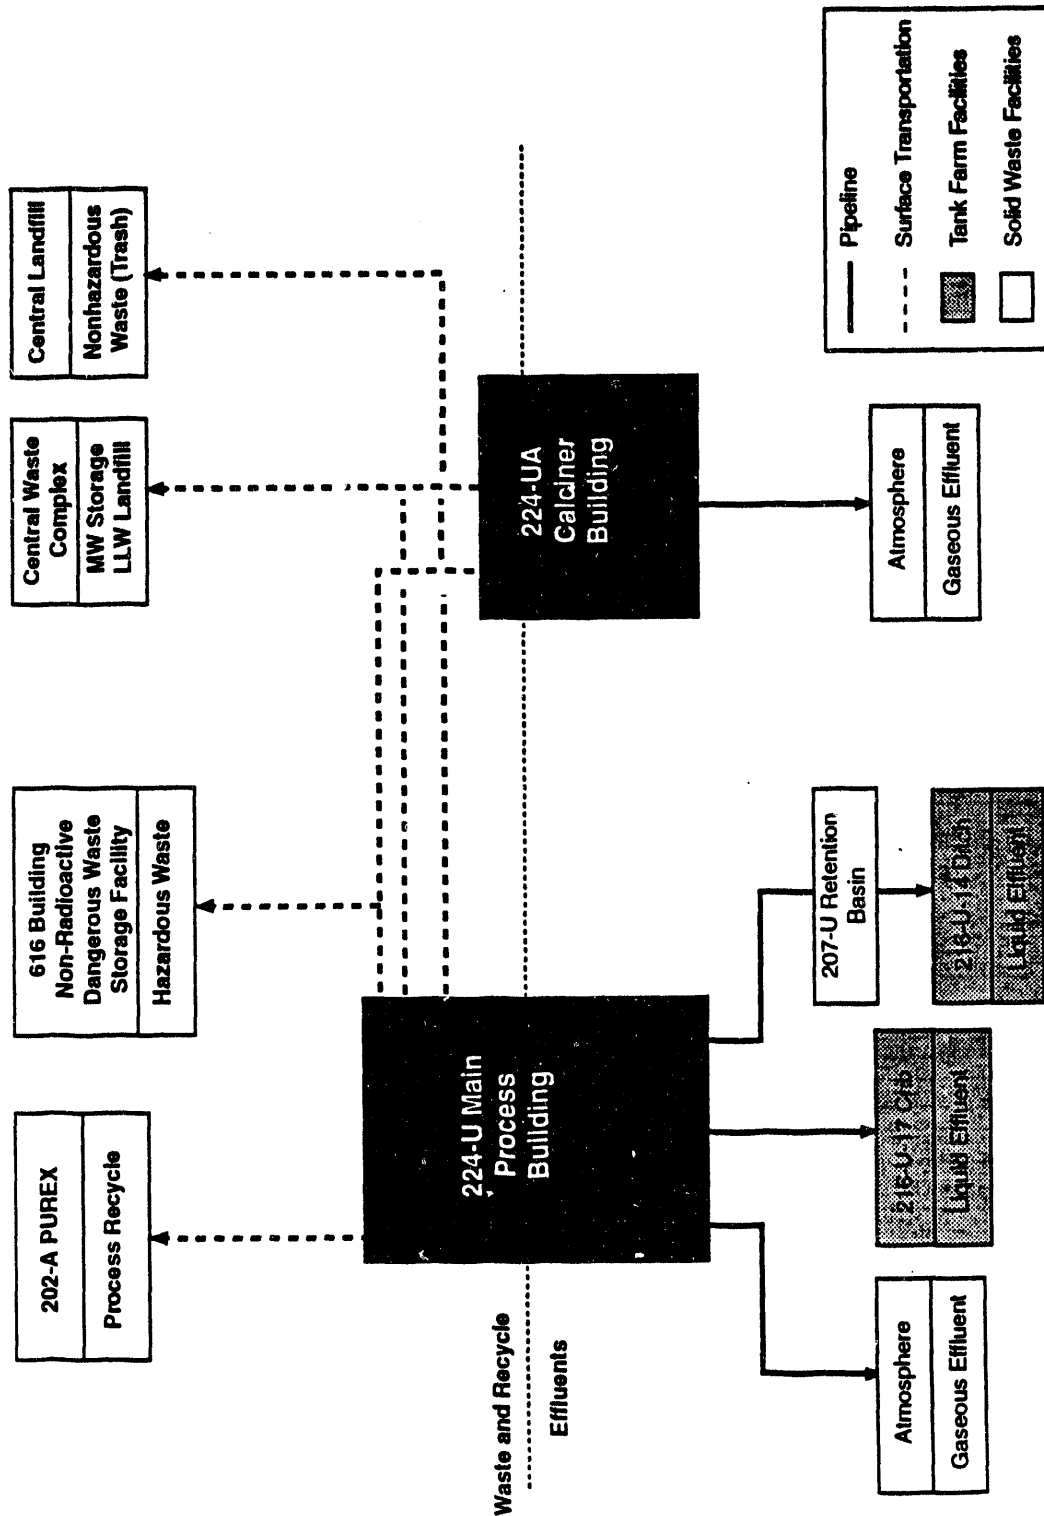 202-A PUREX
Process Recycle
616 Building
Non-Radioactive
Dangerous Waste
Storage Facility
Hazardous Waste
Central Waste
Complex
MW Storage
LLW Landfill
Central Landfill
Nonhazardous
Waste (Trash)
Waste and Recycle
Effluents
224-U Main
Process
Building
224-UA
Calciner
Building
Atmosphere
Gaseous Effluent
216-U-17 Crib
Liquid Effluent
207-U Retention
Basin
216-U-14 Ditch
Liquid Effluent
Atmosphere
Gaseous Effluent
Pipeline
Surface Transportation
Tank Farm Facilities
Solid Waste Facilities